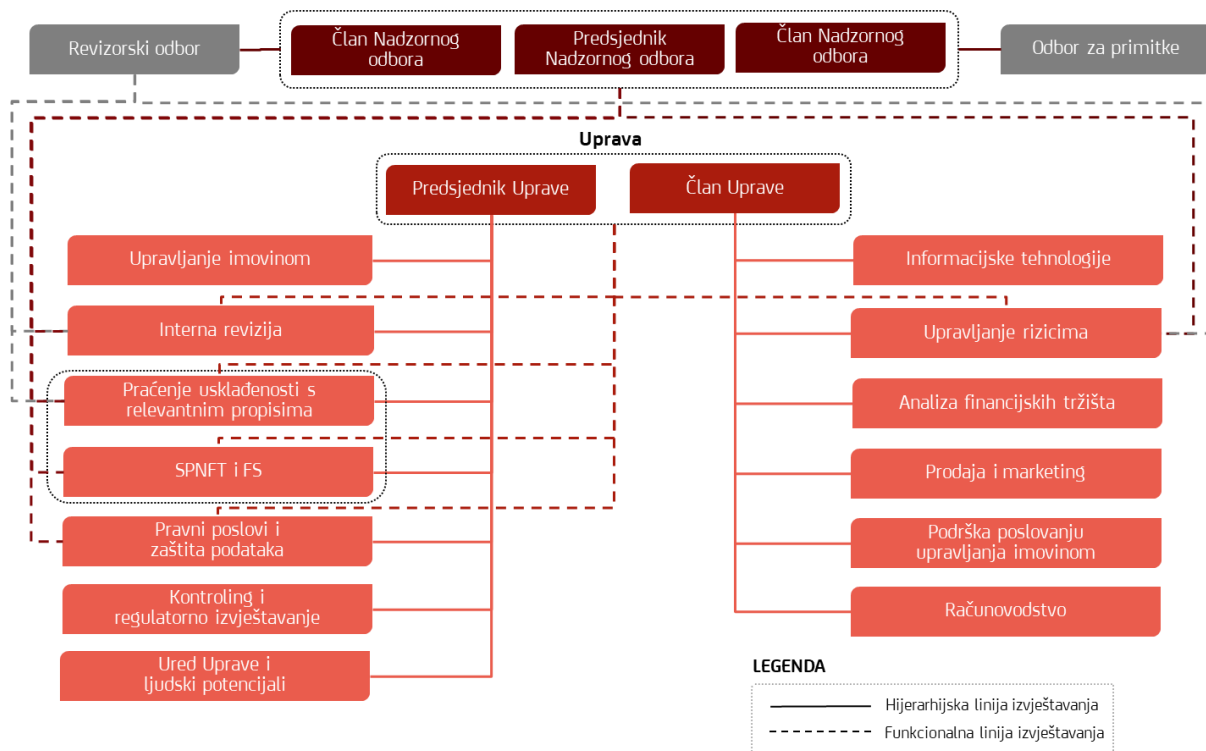 Revizorski odbor
Član Nadzornog
odbora
Predsjednik
Nadzornog odbora
Član Nadzornog
odbora
Odbor za primitke
Uprava
Predsjednik Uprave
Član Uprave
Upravljanje imovinom
Interna revizija
Praćenje usklađenosti s
relevantnim propisima
SPNFT i FS
Pravni poslovi i
zaštita podataka
Kontroling i
regulatorno izvještavanje
Ured Uprave i
ljudski potencijali
Informacijske tehnologije
Upravljanje rizicima
Analiza financijskih tržišta
Prodaja i marketing
Podrška poslovanju
upravljanja imovinom
Računovodstvo
LEGENDA
Hijerarhijska linija izvještavanja
Funkcionalna linija izvještavanja